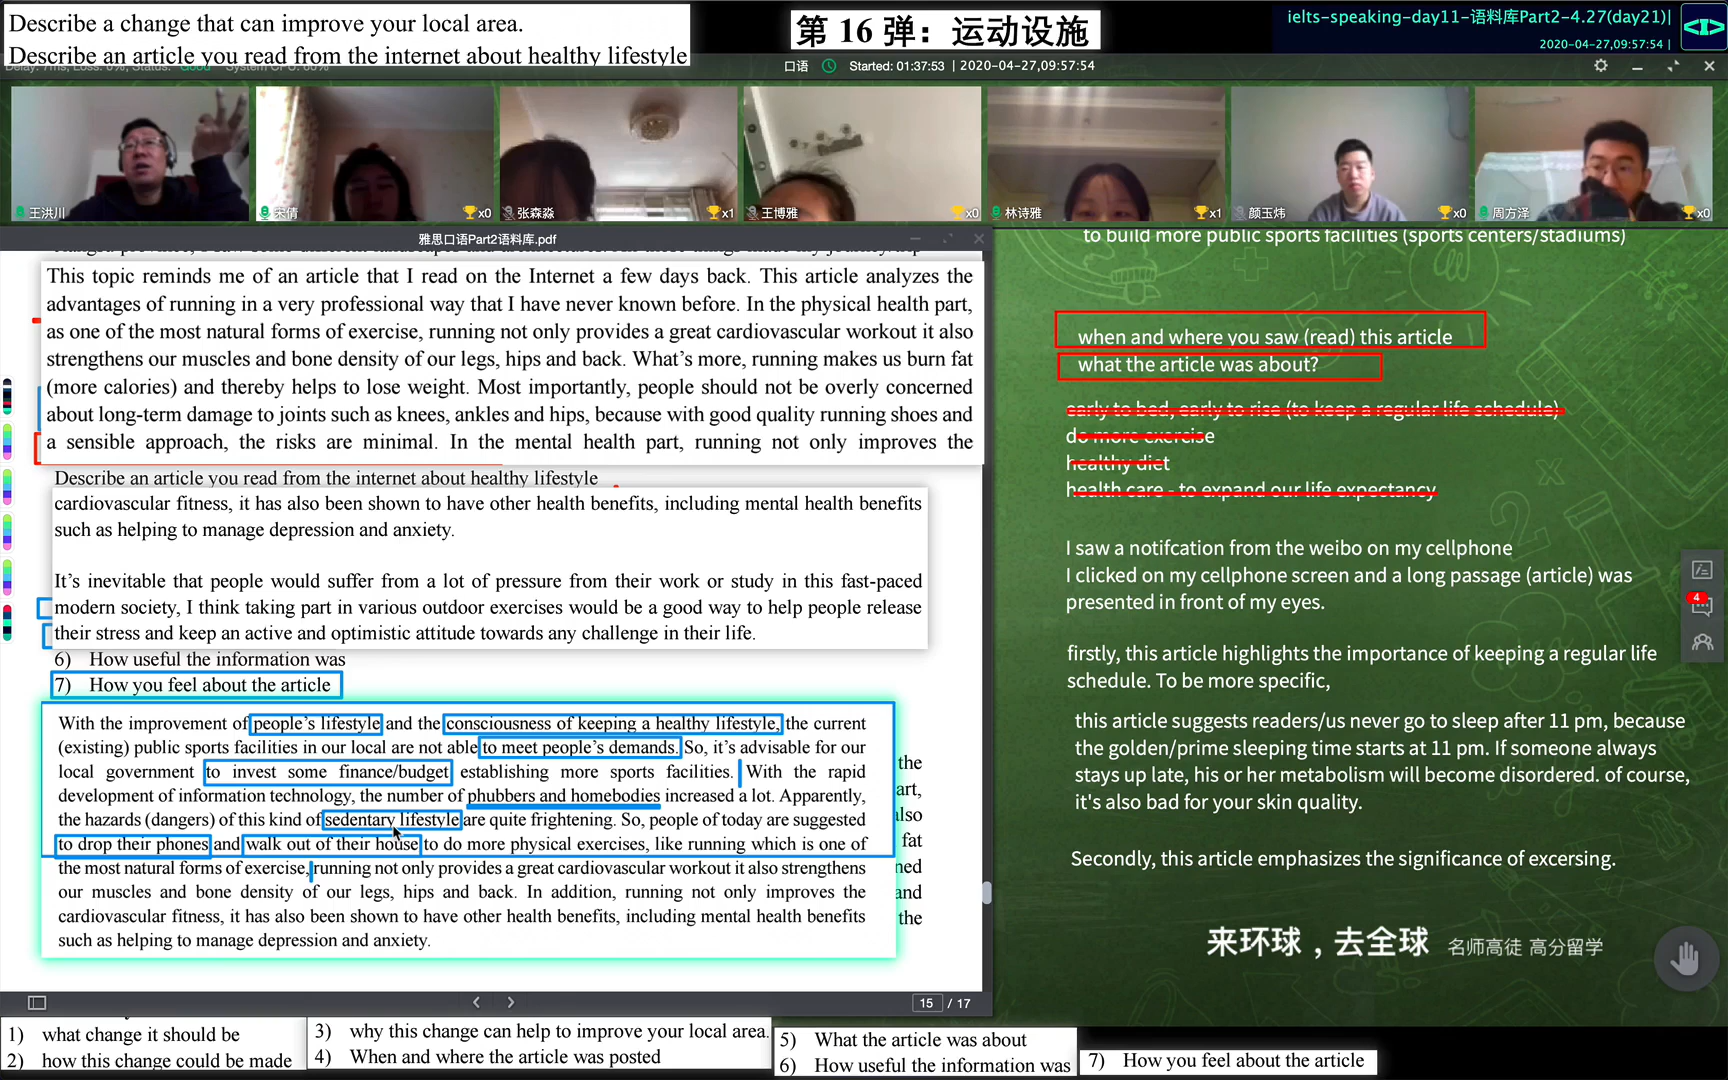 Describe a change that can improve your local area.
Describe an article you read from the internet about healthy lifestyle
第 16 弹：运动设施
ielts-speaking-day11-语料库Part2-4.27(day21)|
2020-04-27,09:57:54 |
口语 Started: 01:37:53 | 2020-04-27,09:57:54
王洪川
宋倩 x0
张森淼 x1
王博雅 x0
林诗雅 x1
颜玉炜 x0
周方泽 x0
雅思口语Part2语料库.pdf
This topic reminds me of an article that I read on the Internet a few days back. This article analyzes the
advantages of running in a very professional way that I have never known before. In the physical health part,
as one of the most natural forms of exercise, running not only provides a great cardiovascular workout it also
strengthens our muscles and bone density of our legs, hips and back. What's more, running makes us burn fat
(more calories) and thereby helps to lose weight. Most importantly, people should not be overly concerned
about long-term damage to joints such as knees, ankles and hips, because with good quality running shoes and
a sensible approach, the risks are minimal. In the mental health part, running not only improves the
Describe an article you read from the internet about healthy lifestyle
cardiovascular fitness, it has also been shown to have other health benefits, including mental health benefits
such as helping to manage depression and anxiety.
It's inevitable that people would suffer from a lot of pressure from their work or study in this fast-paced
modern society, I think taking part in various outdoor exercises would be a good way to help people release
their stress and keep an active and optimistic attitude towards any challenge in their life.
6) How useful the information was
7) How you feel about the article
With the improvement of people's lifestyle and the consciousness of keeping a healthy lifestyle, the current
(existing) public sports facilities in our local are not able to meet people's demands. So, it's advisable for our
local government to invest some finance/budget establishing more sports facilities. With the rapid
development of information technology, the number of phubbers and homebodies increased a lot. Apparently,
the hazards (dangers) of this kind of sedentary lifestyle are quite frightening. So, people of today are suggested
to drop their phones and walk out of their house to do more physical exercises, like running which is one of
the most natural forms of exercise, running not only provides a great cardiovascular workout it also strengthens
our muscles and bone density of our legs, hips and back. In addition, running not only improves the
cardiovascular fitness, it has also been shown to have other health benefits, including mental health benefits
such as helping to manage depression and anxiety.
the
art,
also
fat
ned
and
the
15 / 17
to build more public sports facilities (sports centers/stadiums)
when and where you saw (read) this article
what the article was about?
early to bed, early to rise (to keep a regular life schedule)
do more exercise
healthy diet
health care - to expand our life expectancy
I saw a notifcation from the weibo on my cellphone
I clicked on my cellphone screen and a long passage (article) was
presented in front of my eyes.
firstly, this article highlights the importance of keeping a regular life
schedule. To be more specific,
this article suggests readers/us never go to sleep after 11 pm, because
the golden/prime sleeping time starts at 11 pm. If someone always
stays up late, his or her metabolism will become disordered. of course,
it's also bad for your skin quality.
Secondly, this article emphasizes the significance of excersing.
4
来环球，去全球 名师高徒 高分留学
1) what change it should be
2) how this change could be made
3) why this change can help to improve your local area.
4) When and where the article was posted
5) What the article was about
6) How useful the information was
7) How you feel about the article